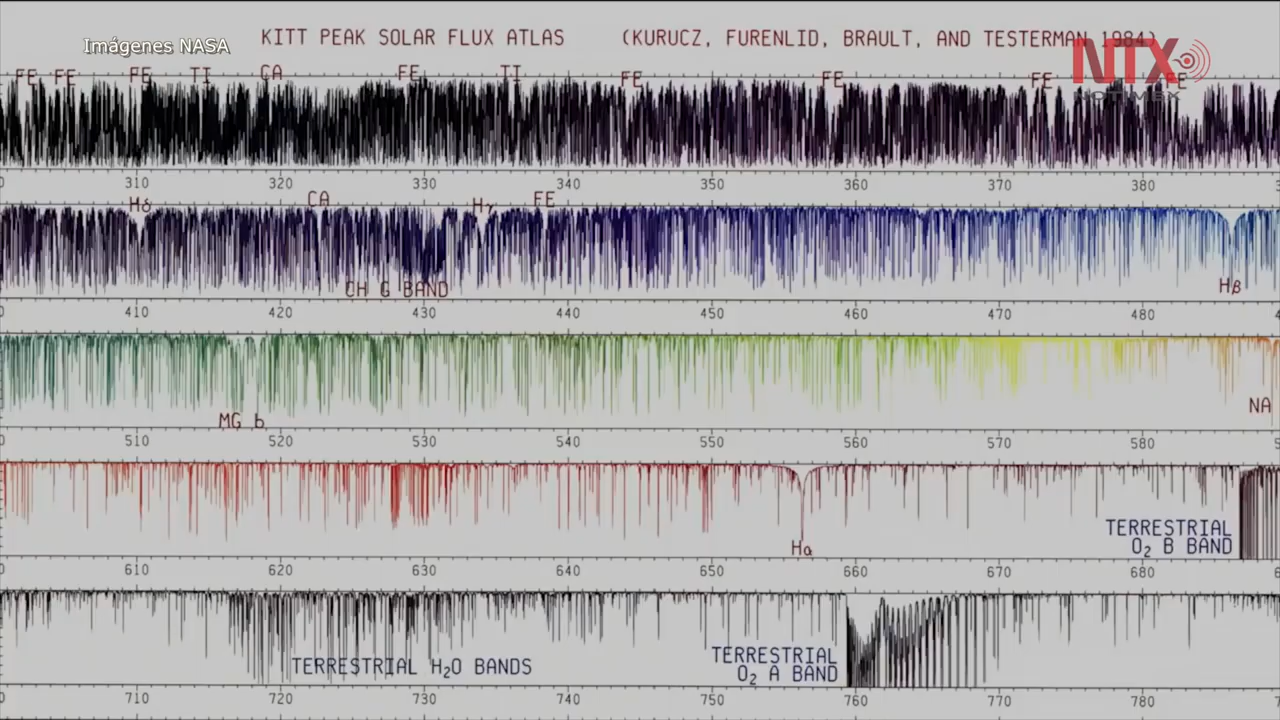 Imágenes NASA
KITT PEAK SOLAR FLUX ATLAS (KURUCZ, FURENLID, BRAULT, AND TESTERMAN 1984)
NTX
NOTIMEX
FE FE FE TI CA FE TI FE FE FE FE
310 320 330 340 350 360 370 380
Hδ CA Hγ FE
CH G BAND
Hβ
410 420 430 440 450 460 470 480
MG b
NA
510 520 530 540 550 560 570 580
Hα
TERRESTRIAL
O₂ B BAND
610 620 630 640 650 660 670 680
TERRESTRIAL H₂O BANDS
TERRESTRIAL
O₂ A BAND
710 720 730 740 750 760 770 780